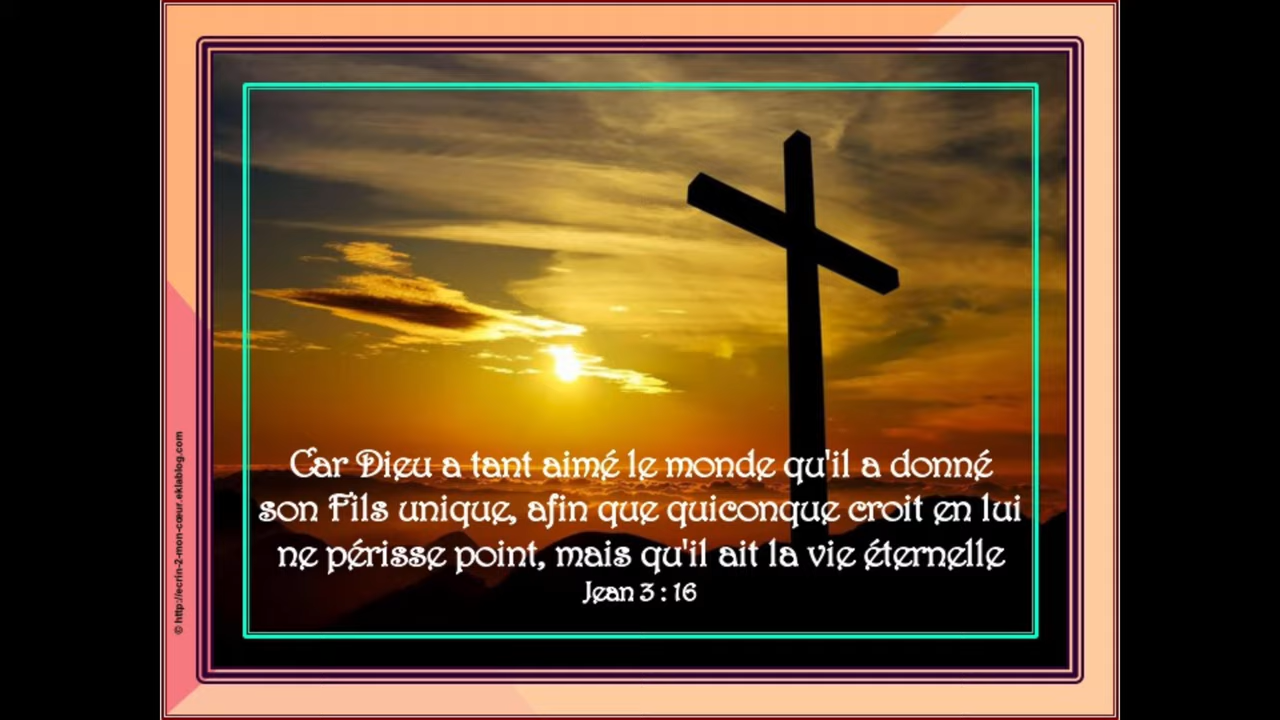 Car Dieu a tant aimé le monde qu'il a donné
son Fils unique, afin que quiconque croit en lui
ne périsse point, mais qu'il ait la vie éternelle
Jean 3 : 16
© http://ecrin-2-mon-cœur.eklablog.com